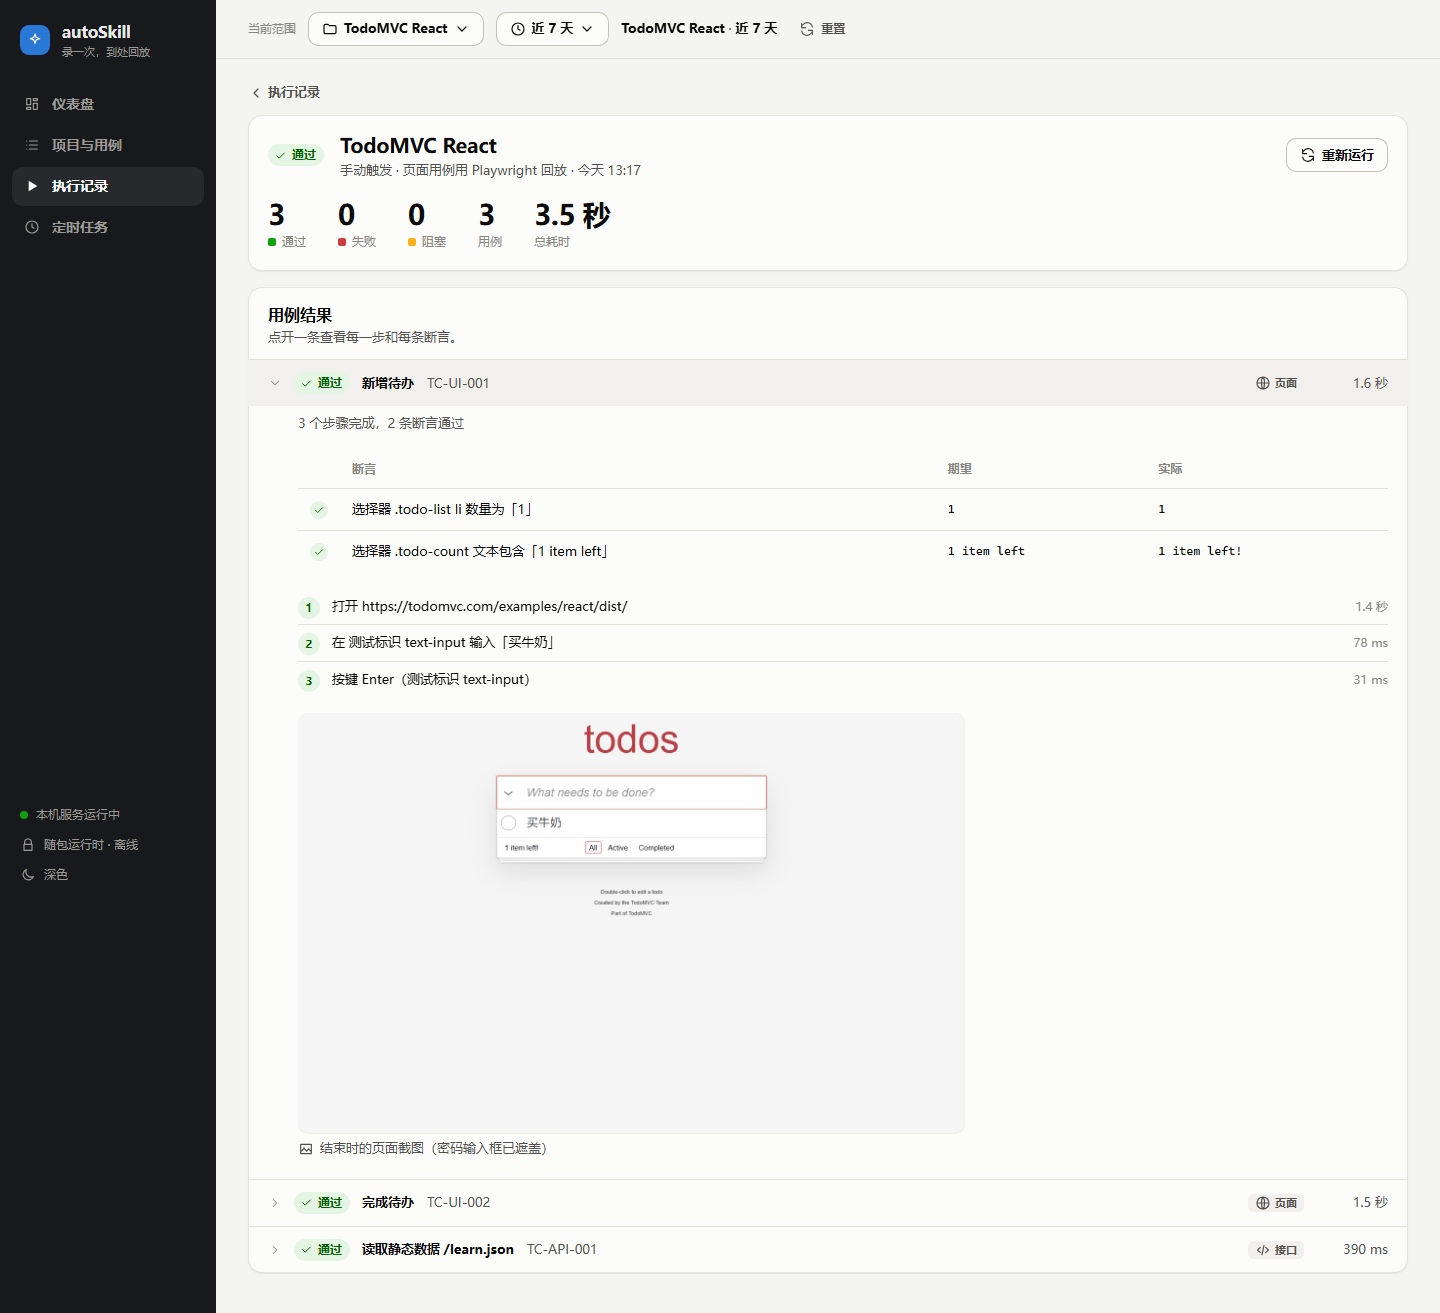 autoSkill
录一次，到处回放
仪表盘
项目与用例
执行记录
定时任务
本机服务运行中
随包运行时 · 离线
深色
当前范围
TodoMVC React
近 7 天
TodoMVC React · 近 7 天
重置
执行记录
通过
TodoMVC React
手动触发 · 页面用例用 Playwright 回放 · 今天 13:17
重新运行
3
通过
0
失败
0
阻塞
3
用例
3.5 秒
总耗时
用例结果
点开一条查看每一步和每条断言。
通过 新增待办 TC-UI-001 页面 1.6 秒
3 个步骤完成，2 条断言通过
断言 期望 实际
选择器 .todo-list li 数量为「1」 1 1
选择器 .todo-count 文本包含「1 item left」 1 item left 1 item left!
1 打开 https://todomvc.com/examples/react/dist/ 1.4 秒
2 在 测试标识 text-input 输入「买牛奶」 78 ms
3 按键 Enter（测试标识 text-input） 31 ms
todos
What needs to be done?
买牛奶
1 item left! All Active Completed
Double-click to edit a todo
Created by the TodoMVC Team
Part of TodoMVC
结束时的页面截图（密码输入框已遮盖）
通过 完成待办 TC-UI-002 页面 1.5 秒
通过 读取静态数据 /learn.json TC-API-001 接口 390 ms